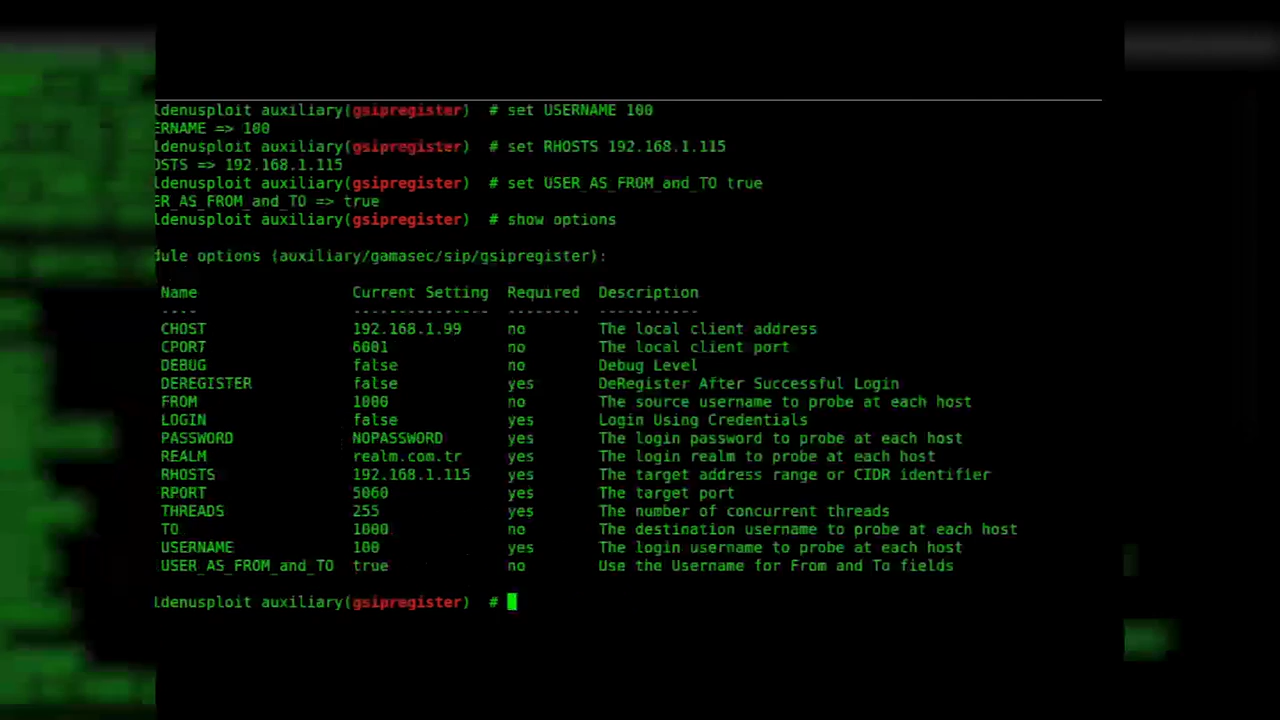 ldenusploit auxiliary(gsipregister) # set USERNAME 100
ERNAME => 100
ldenusploit auxiliary(gsipregister) # set RHOSTS 192.168.1.115
OSTS => 192.168.1.115
ldenusploit auxiliary(gsipregister) # set USER_AS_FROM_and_TO true
ER_AS_FROM_and_TO => true
ldenusploit auxiliary(gsipregister) # show options
dule options (auxiliary/gamasec/sip/gsipregister):
Name Current Setting Required Description
---- --------------- -------- -----------
CHOST 192.168.1.99 no The local client address
CPORT 6001 no The local client port
DEBUG false no Debug Level
DEREGISTER false yes DeRegister After Successful Login
FROM 1000 no The source username to probe at each host
LOGIN false yes Login Using Credentials
PASSWORD NOPASSWORD yes The login password to probe at each host
REALM realm.com.tr yes The login realm to probe at each host
RHOSTS 192.168.1.115 yes The target address range or CIDR identifier
RPORT 5060 yes The target port
THREADS 255 yes The number of concurrent threads
TO 1000 no The destination username to probe at each host
USERNAME 100 yes The login username to probe at each host
USER_AS_FROM_and_TO true no Use the Username for From and To fields
ldenusploit auxiliary(gsipregister) #